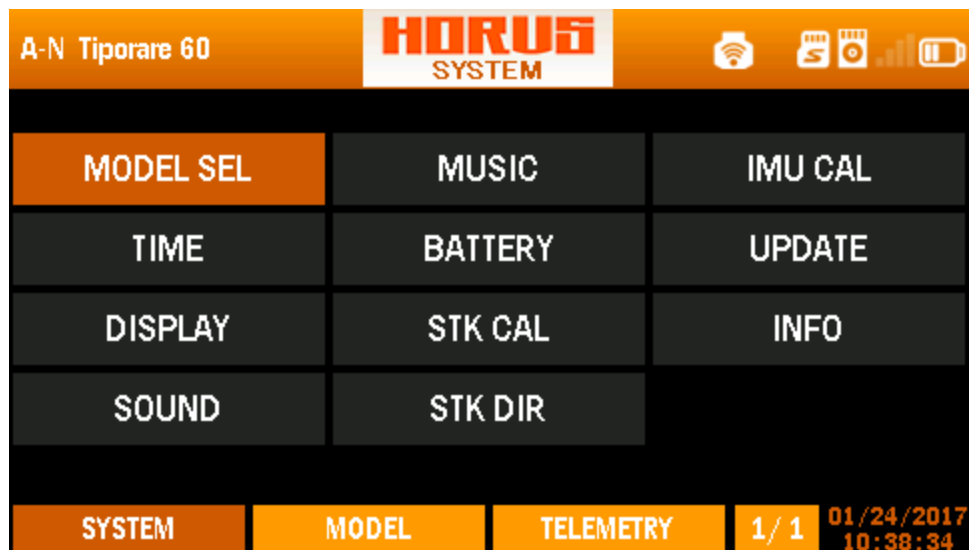 A-N Tiporare 60
HORUS
SYSTEM
MODEL SEL
MUSIC
IMU CAL
TIME
BATTERY
UPDATE
DISPLAY
STK CAL
INFO
SOUND
STK DIR
SYSTEM
MODEL
TELEMETRY
1/ 1
01/24/2017
10:38:34